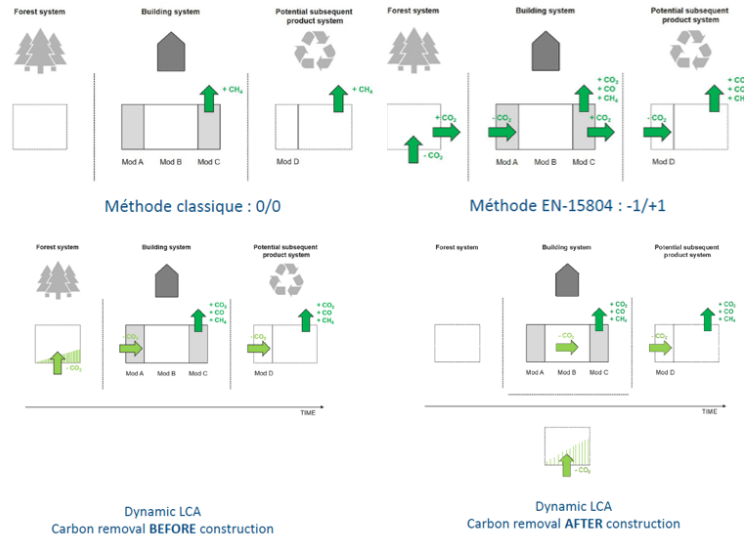 Forest system
Building system
Potential subsequent
product system
+ CH₄
+ CH₄
Mod A
Mod B
Mod C
Mod D
Méthode classique : 0/0
Forest system
Building system
Potential subsequent
product system
+ CO₂
+ CO
+ CH₄
+ CO₂
- CO₂
+ CO₂
- CO₂
- CO₂
Mod A
Mod B
Mod C
Mod D
Méthode EN-15804 : -1/+1
Forest system
Building system
Potential subsequent
product system
+ CO₂
+ CO
+ CH₄
+ CO₂
+ CO
+ CH₄
- CO₂
- CO₂
- CO₂
Mod A
Mod B
Mod C
Mod D
TIME
Dynamic LCA
Carbon removal BEFORE construction
Forest system
Building system
Potential subsequent
product system
+ CO₂
+ CO
+ CH₄
+ CO₂
+ CO
+ CH₄
- CO₂
- CO₂
Mod A
Mod B
Mod C
Mod D
TIME
- CO₂
Dynamic LCA
Carbon removal AFTER construction